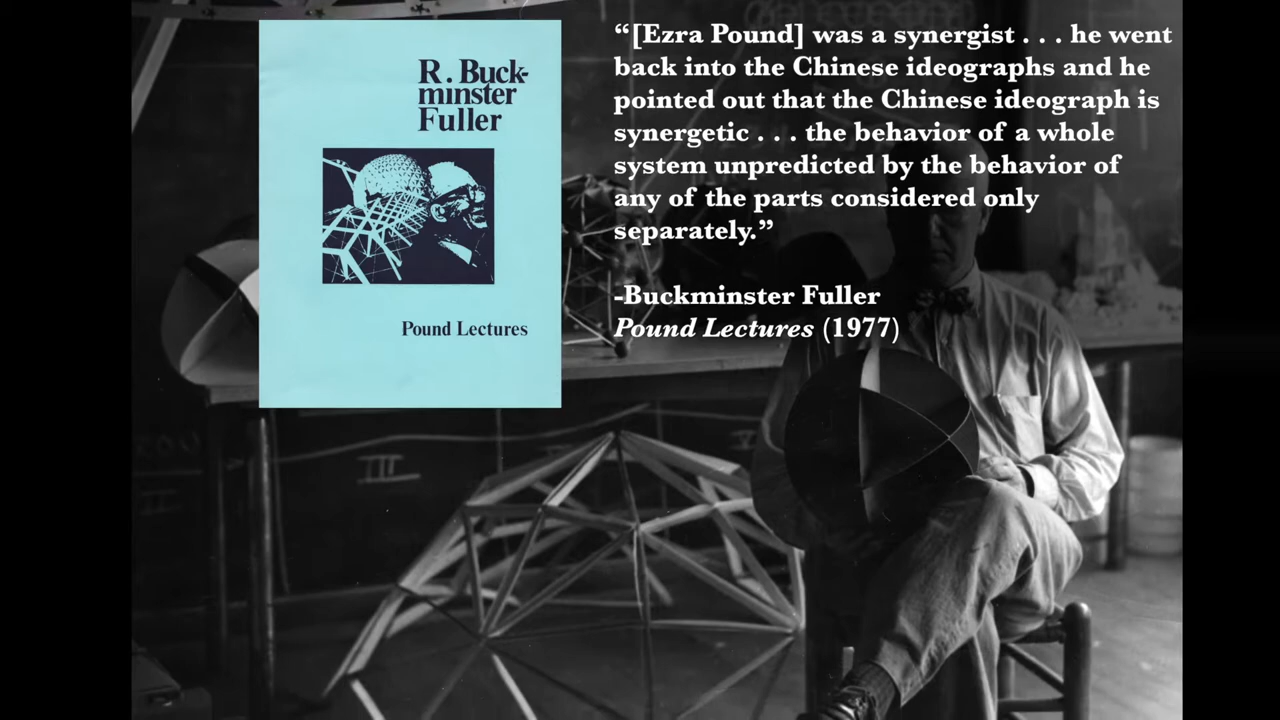 R. Buck-
minster
Fuller
Pound Lectures
“[Ezra Pound] was a synergist . . . he went
back into the Chinese ideographs and he
pointed out that the Chinese ideograph is
synergetic . . . the behavior of a whole
system unpredicted by the behavior of
any of the parts considered only
separately.”
-Buckminster Fuller
Pound Lectures (1977)
III